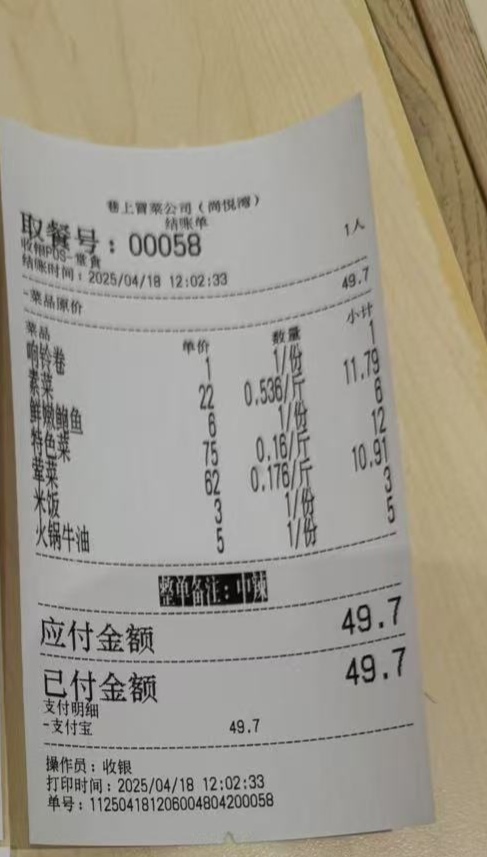 巷上冒菜公司(尚悦湾)
结账单
取餐号:00058 1人
收银POS-堂食
结账时间:2025/04/18 12:02:33
-菜品原价 49.7
菜品 单价 数量 小计
响铃卷 1 1/份 1
素菜 22 0.536/斤 11.79
鲜嫩鲍鱼 6 1/份 6
特色菜 75 0.16/斤 12
荤菜 62 0.176/斤 10.91
米饭 3 1/份 3
火锅牛油 5 1/份 5
整单备注:中辣
应付金额 49.7
已付金额 49.7
支付明细
-支付宝 49.7
操作员:收银
打印时间:2025/04/18 12:02:33
单号:112504181206004804200058